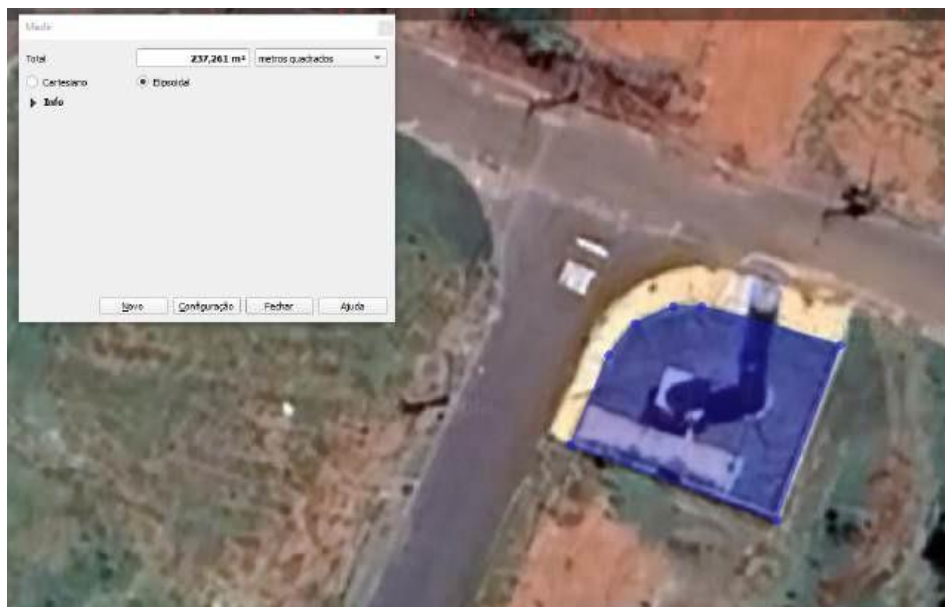 Medir
Total 237,261 m² metros quadrados
Cartesiano Elipsoidal
Info
Novo Configuração Fechar Ajuda